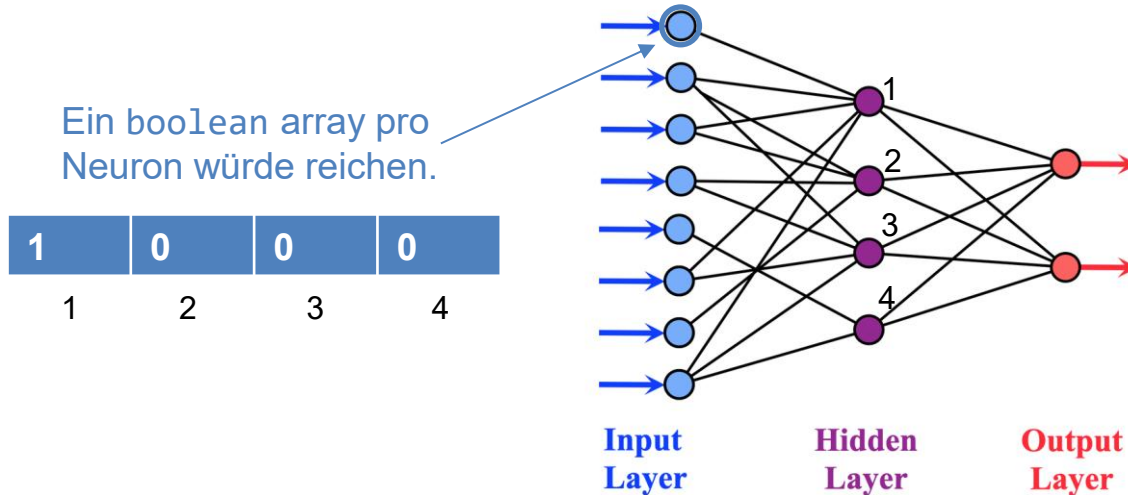 Ein boolean array pro
Neuron würde reichen.
1 0 0 0
1 2 3 4
1
2
3
4
Input Hidden Output
Layer Layer Layer